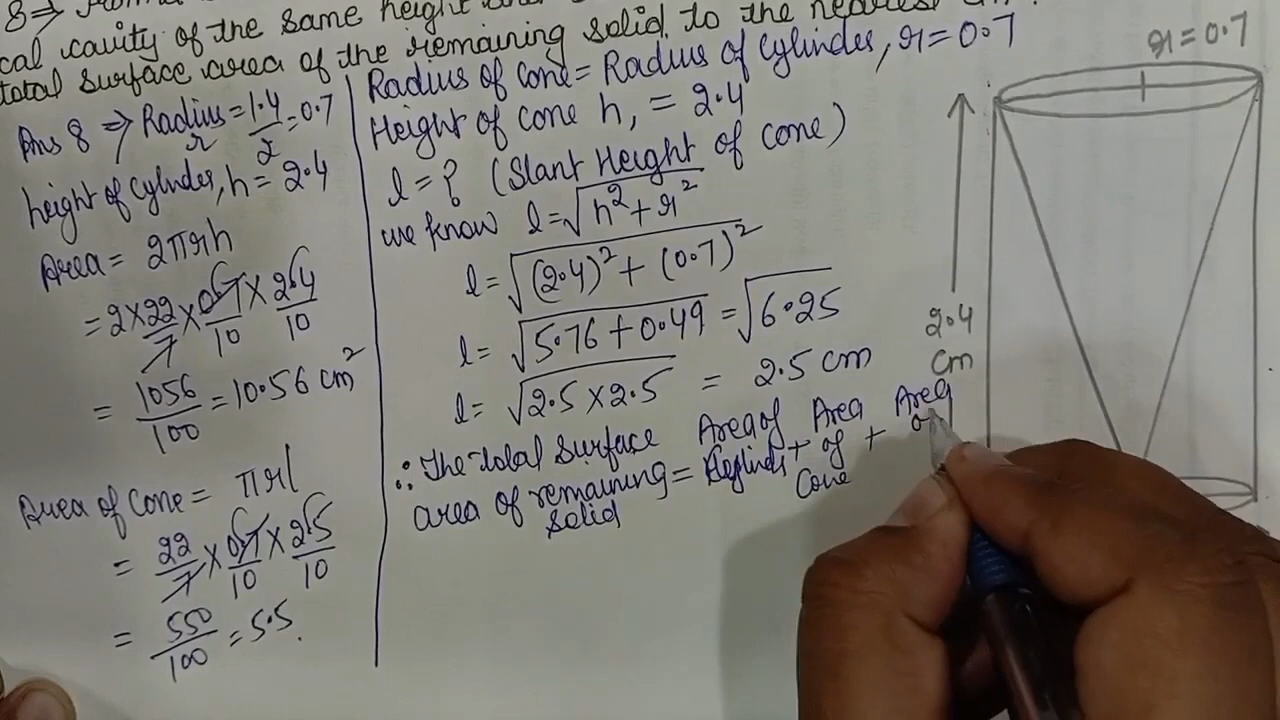 8⇒
cal cavity of the same height
total surface area of the remaining solid to the nearest
Ans 8 ⇒ Radius r = 1.4/2 = 0.7
height of Cylinder, h = 2.4
Area = 2πrh
= 2 × 22/7 × 0.7/10 × 2.4/10
= 1056/100 = 10.56 cm²
Area of Cone = πrl
= 22/7 × 0.7/10 × 2.5/10
= 550/100 = 5.5
Radius of cone = Radius of Cylinder, r = 0.7
Height of cone h, = 2.4
l = ? (Slant Height of cone)
we know l = √h² + r²
l = √(2.4)² + (0.7)²
l = √5.76 + 0.49 = √6.25
l = √2.5 × 2.5 = 2.5 cm
∴ The total surface Area of Area Area
area of remaining = + of +
solid Cone
r = 0.7
2.4
cm